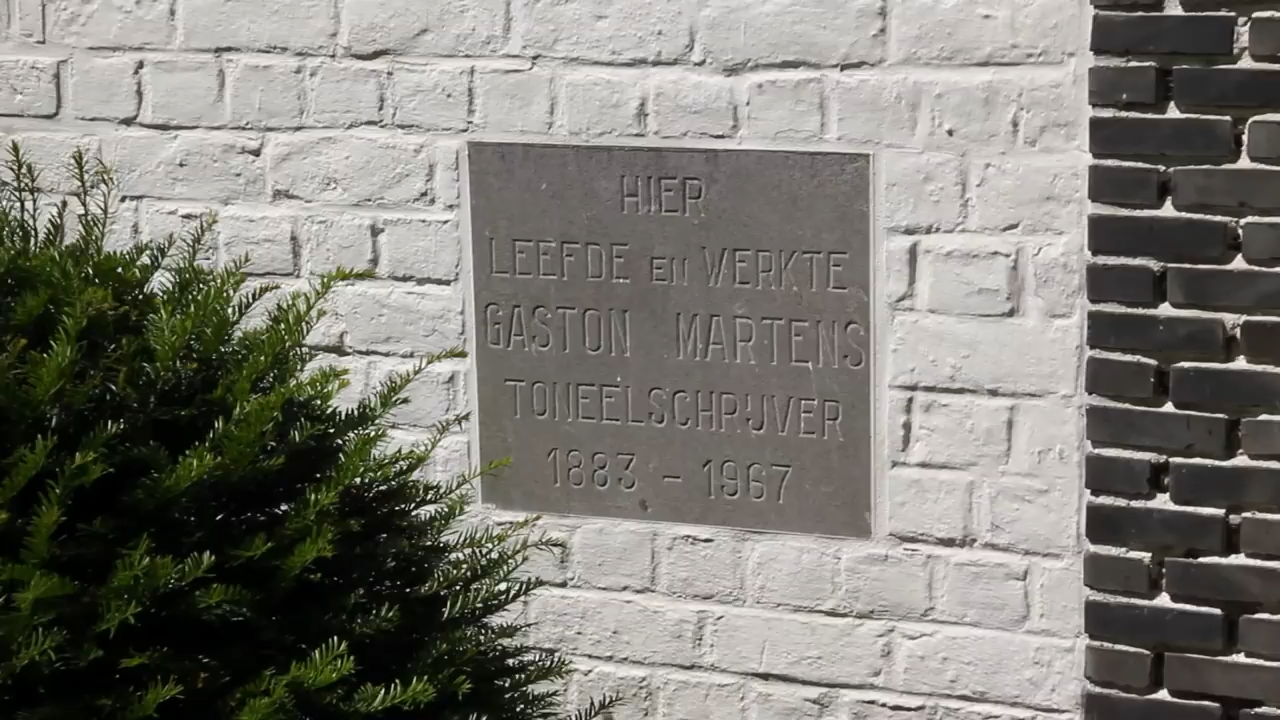 HIER
LEEFDE EN WERKTE
GASTON MARTENS
TONEELSCHRIJVER
1883 - 1967